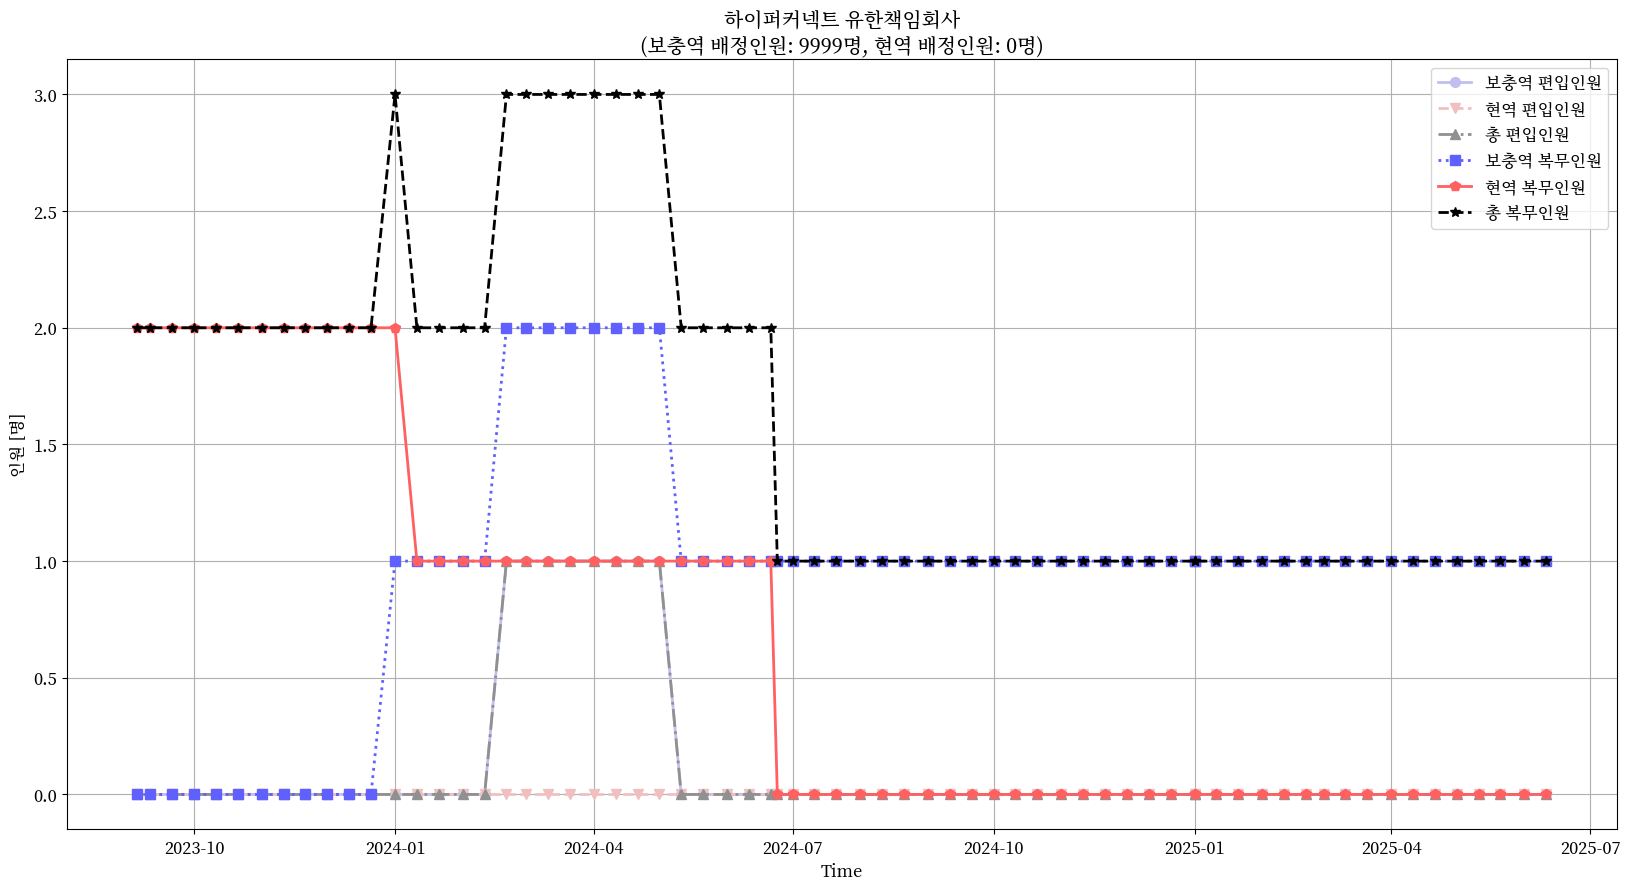 하이퍼커넥트 유한책임회사
(보충역 배정인원: 9999명, 현역 배정인원: 0명)
보충역 편입인원
현역 편입인원
총 편입인원
보충역 복무인원
현역 복무인원
총 복무인원
인원 [명]
3.0
2.5
2.0
1.5
1.0
0.5
0.0
2023-10
2024-01
2024-04
2024-07
2024-10
2025-01
2025-04
2025-07
Time